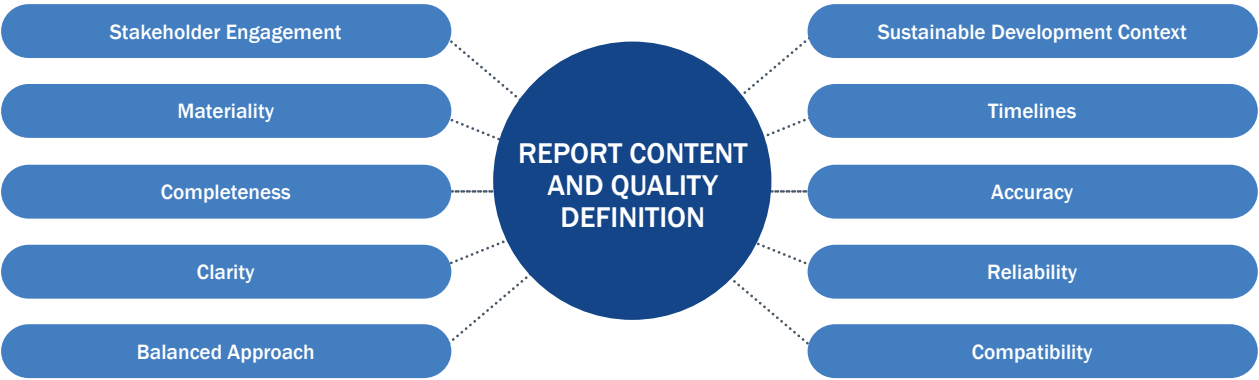 Stakeholder Engagement
Materiality
Completeness
Clarity
Balanced Approach
REPORT CONTENT
AND QUALITY
DEFINITION
Sustainable Development Context
Timelines
Accuracy
Reliability
Compatibility